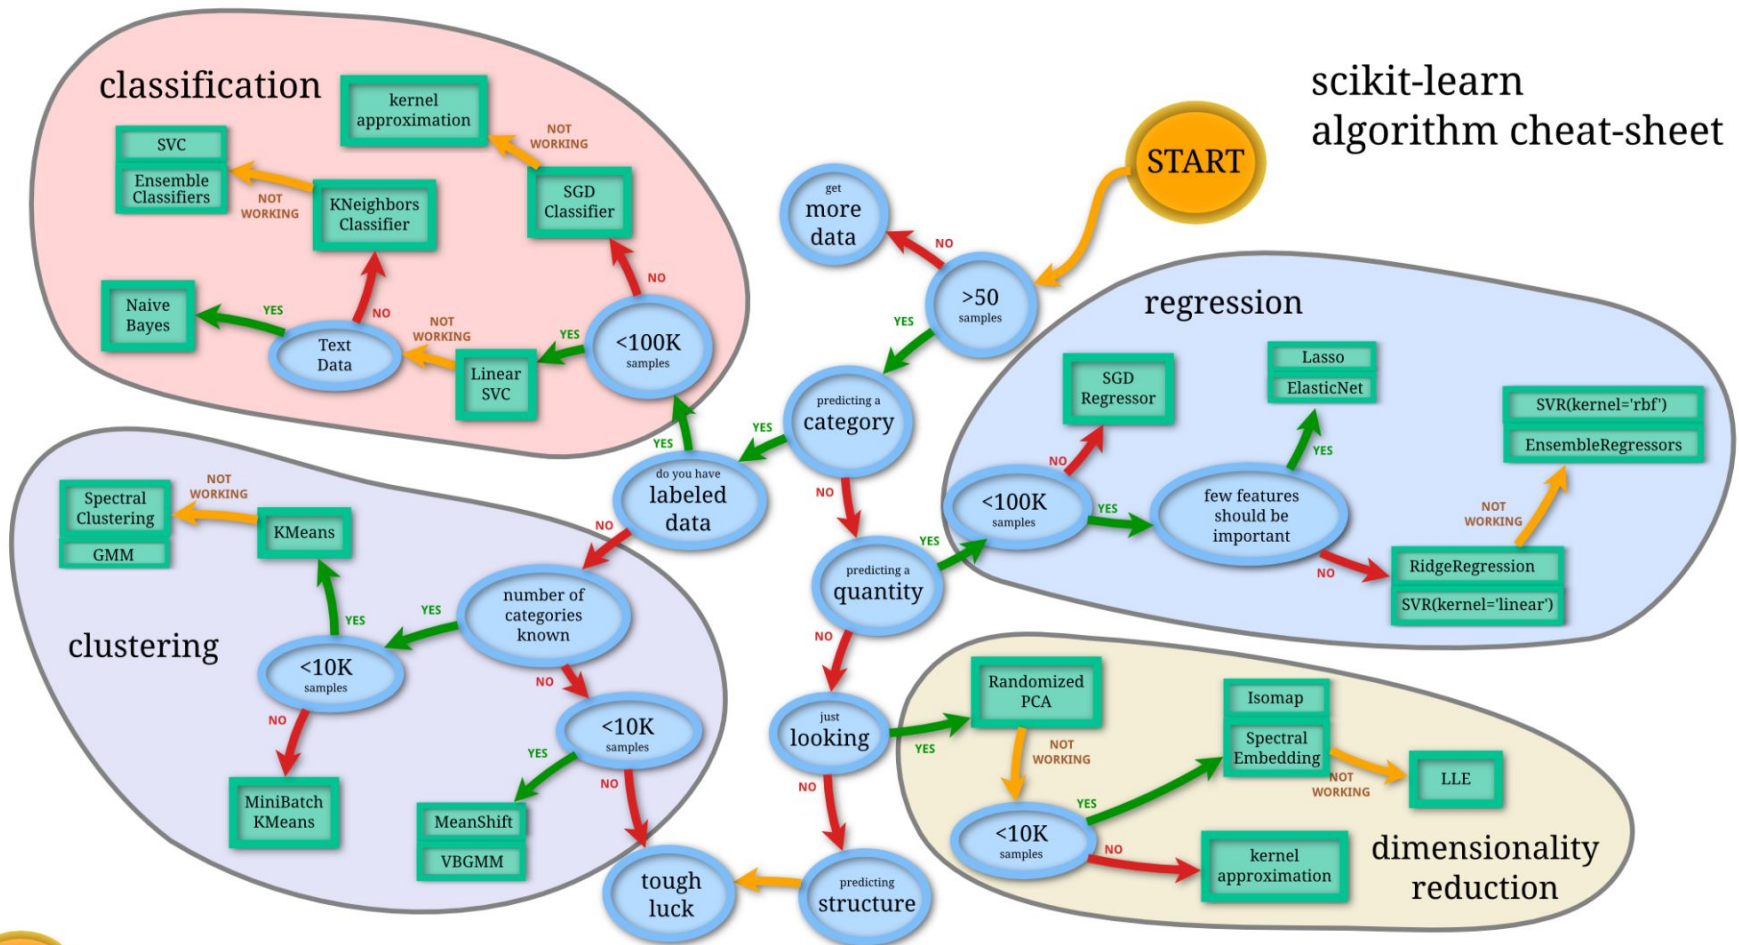 scikit-learn
algorithm cheat-sheet
START
>50
samples
NO
get
more
data
YES
predicting a
category
YES
do you have
labeled
data
YES
NO
NO
predicting a
quantity
YES
NO
just
looking
YES
NO
predicting
structure
tough
luck
classification
<100K
samples
NO
SGD
Classifier
NOT
WORKING
kernel
approximation
YES
Linear
SVC
NOT
WORKING
Text
Data
YES
Naive
Bayes
NO
KNeighbors
Classifier
NOT
WORKING
SVC
Ensemble
Classifiers
clustering
number of
categories
known
YES
<10K
samples
YES
KMeans
NOT
WORKING
Spectral
Clustering
GMM
NO
MiniBatch
KMeans
NO
<10K
samples
YES
MeanShift
VBGMM
NO
regression
<100K
samples
NO
SGD
Regressor
YES
few features
should be
important
YES
Lasso
ElasticNet
NO
RidgeRegression
SVR(kernel='linear')
NOT
WORKING
SVR(kernel='rbf')
EnsembleRegressors
dimensionality
reduction
Randomized
PCA
NOT
WORKING
<10K
samples
YES
Isomap
Spectral
Embedding
NOT
WORKING
LLE
NO
kernel
approximation